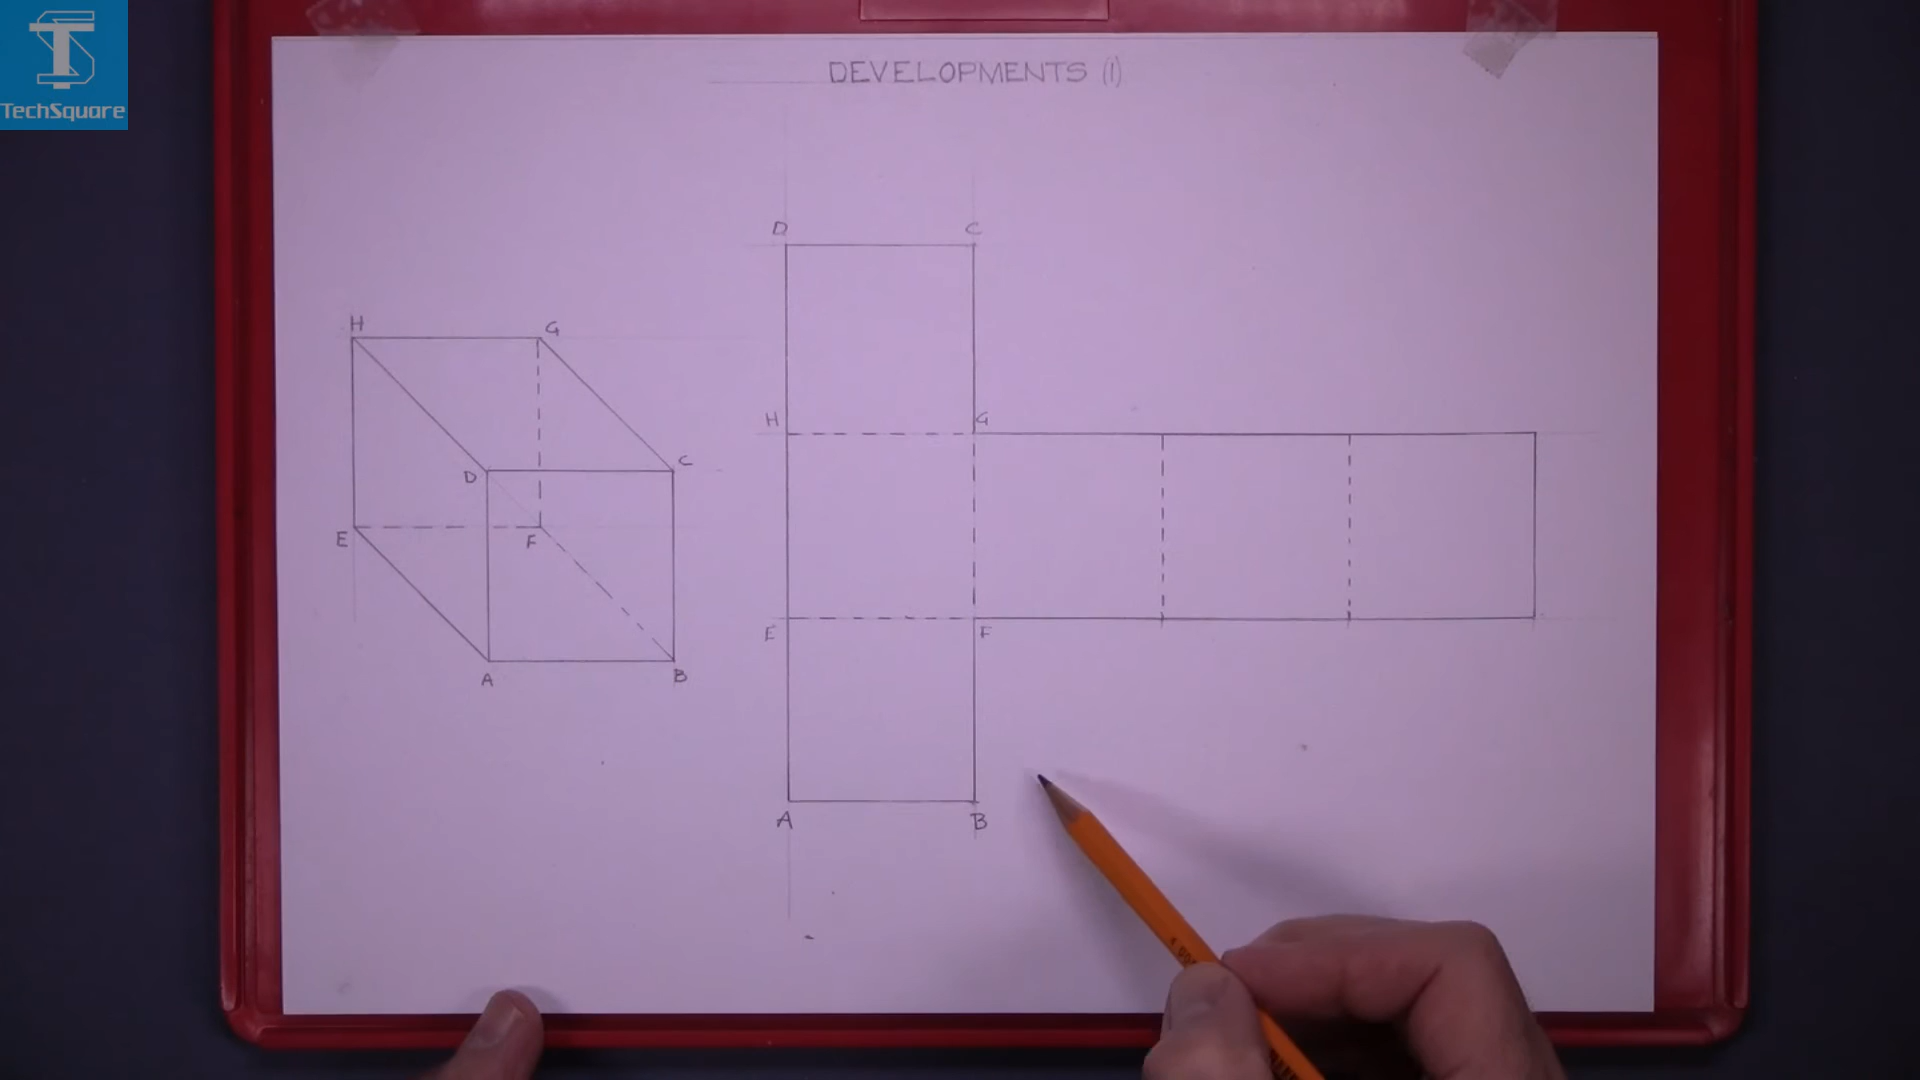 TechSquare
DEVELOPMENTS (1)
D C
H G
H G
D C
E F
E F
A B
A B